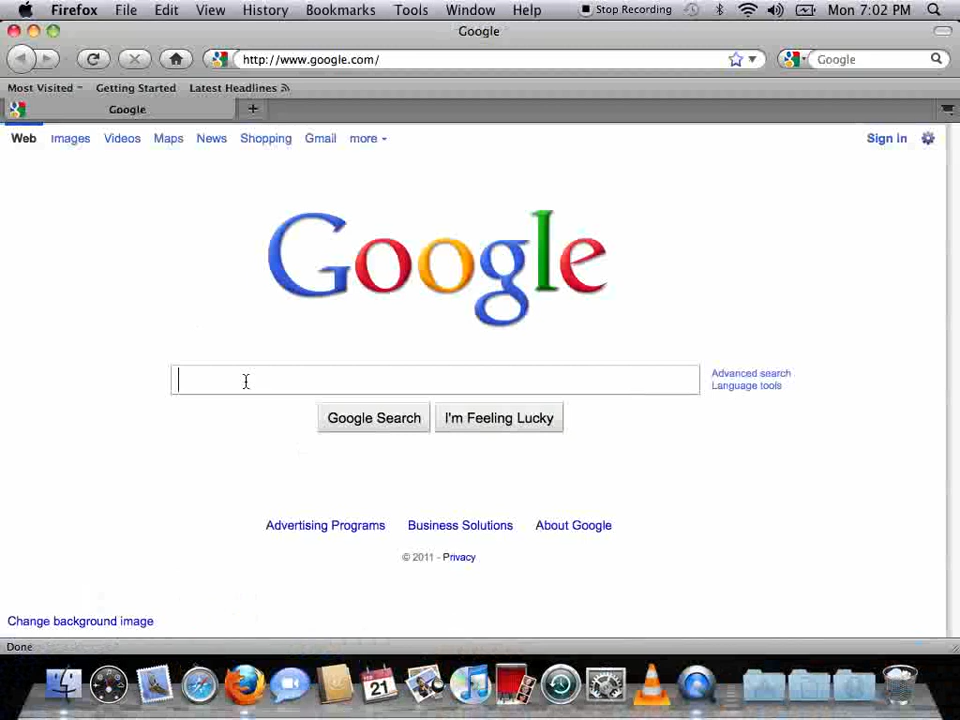 Firefox File Edit View History Bookmarks Tools Window Help Stop Recording Mon 7:02 PM
Google
http://www.google.com/ Google
Most Visited Getting Started Latest Headlines
Google
Web Images Videos Maps News Shopping Gmail more Sign in
Google
Advanced search
Language tools
Google Search I'm Feeling Lucky
Advertising Programs Business Solutions About Google
© 2011 - Privacy
Change background image
Done
FEB
21